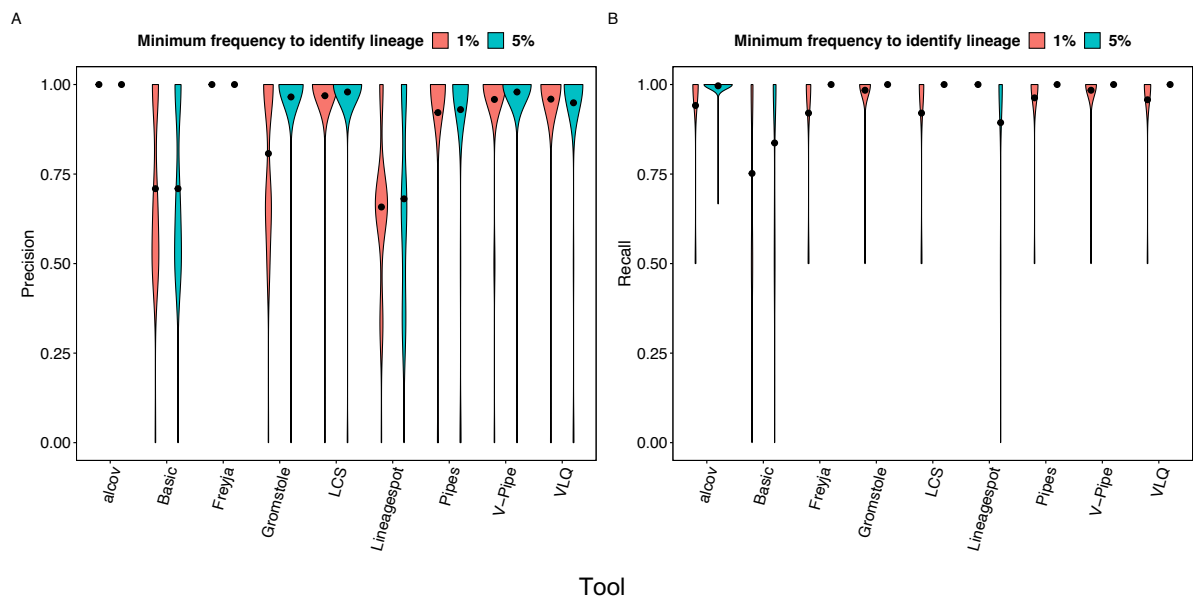 A
Minimum frequency to identify lineage 1% 5%
Precision
1.00
0.75
0.50
0.25
0.00
alcov
Basic
Freyja
Gromstole
LCS
Lineagespot
Pipes
V−Pipe
VLQ
B
Minimum frequency to identify lineage 1% 5%
Recall
1.00
0.75
0.50
0.25
0.00
alcov
Basic
Freyja
Gromstole
LCS
Lineagespot
Pipes
V−Pipe
VLQ
Tool